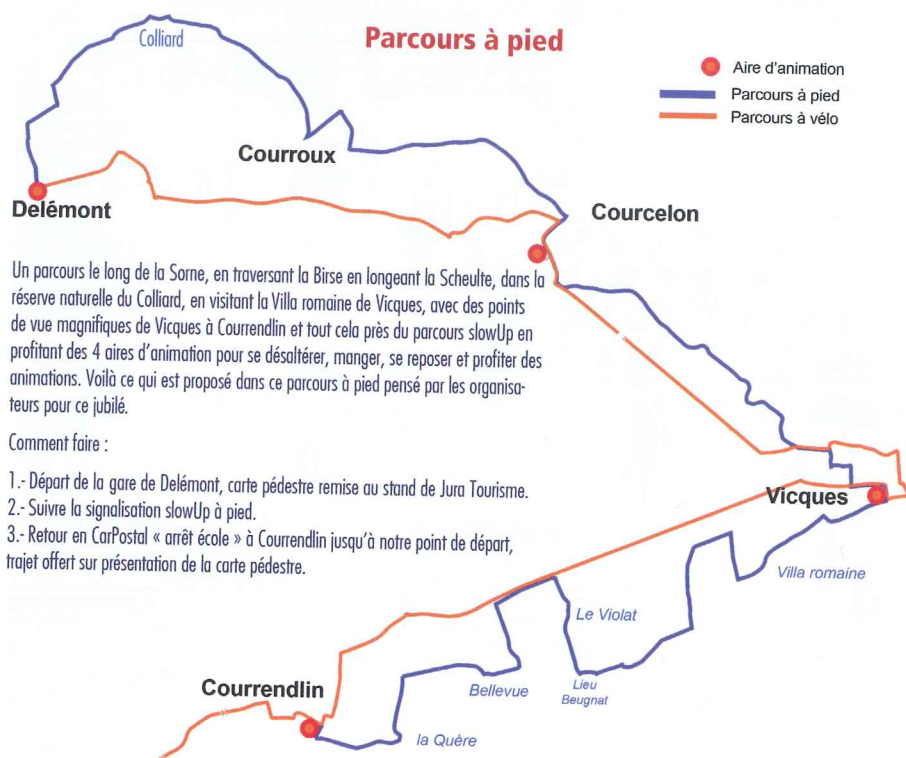 Parcours à pied
Colliard
Aire d'animation
Parcours à pied
Parcours à vélo
Courroux
Delémont
Courcelon
Un parcours le long de la Sorne, en traversant la Birse en longeant la Scheulte, dans la
réserve naturelle du Colliard, en visitant la Villa romaine de Vicques, avec des points
de vue magnifiques de Vicques à Courrendlin et tout cela près du parcours slowUp en
profitant des 4 aires d'animation pour se désaltérer, manger, se reposer et profiter des
animations. Voilà ce qui est proposé dans ce parcours à pied pensé par les organisa-
teurs pour ce jubilé.
Comment faire :
1.- Départ de la gare de Delémont, carte pédestre remise au stand de Jura Tourisme.
2.- Suivre la signalisation slowUp à pied.
3.- Retour en CarPostal « arrêt école » à Courrendlin jusqu'à notre point de départ,
trajet offert sur présentation de la carte pédestre.
Vicques
Villa romaine
Le Violat
Lieu
Beugnat
Bellevue
Courrendlin
la Quère